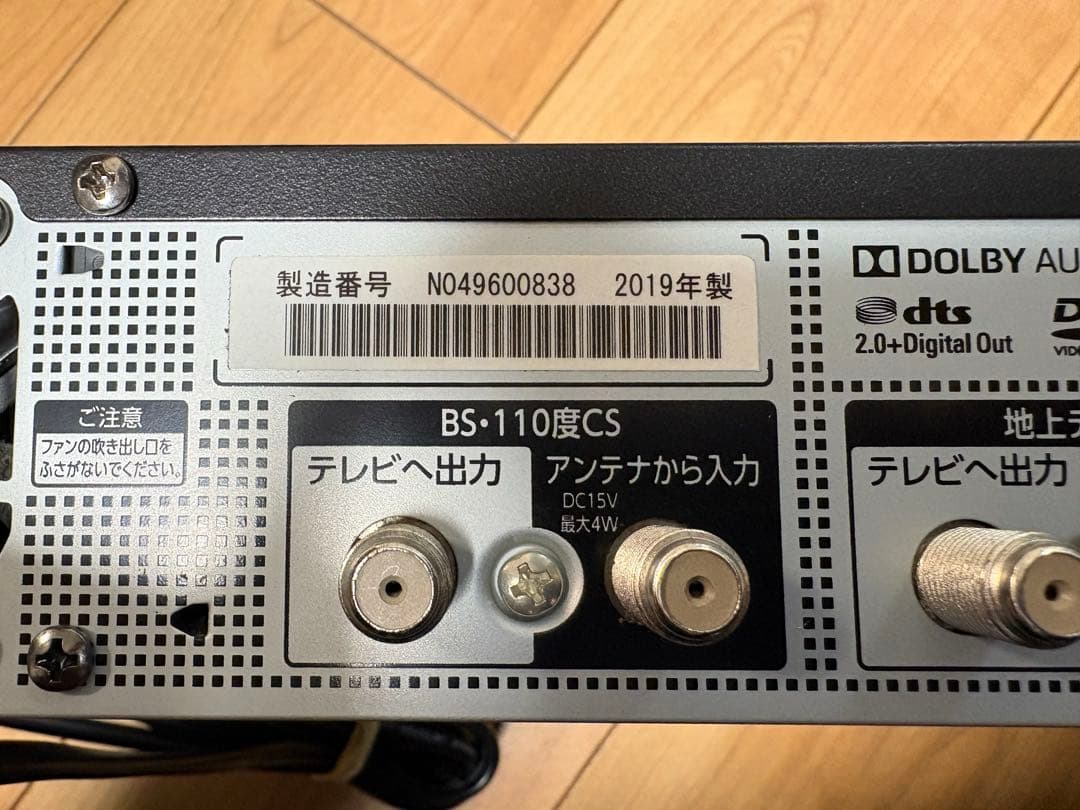 製造番号 N049600838 2019年製
DOLBY AU
dts
2.0+Digital Out
ご注意
ファンの吹き出し口を
ふさがないでください。
BS・110度CS
テレビへ出力
アンテナから入力
DC15V
最大4W
地上
テレビへ出力